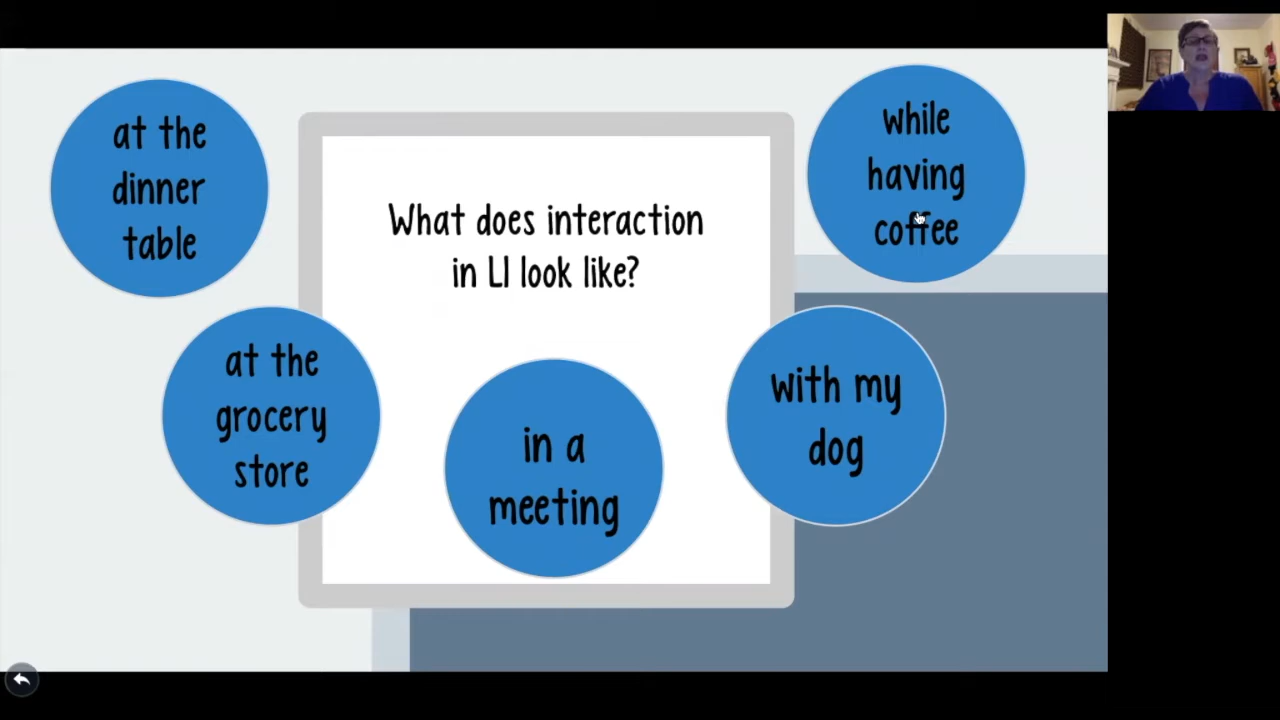 at the
dinner
table
while
having
coffee
What does interaction
in L1 look like?
at the
grocery
store
in a
meeting
with my
dog